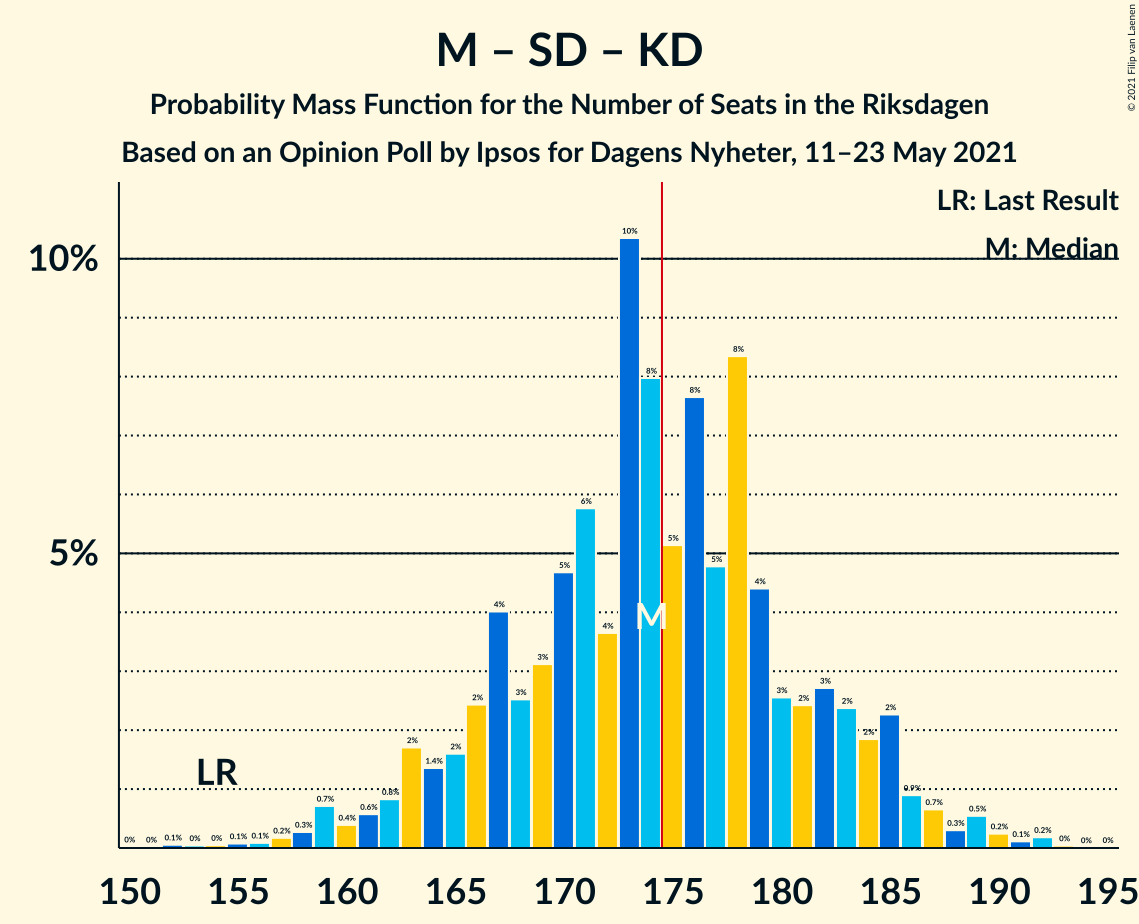 M – SD – KD
Probability Mass Function for the Number of Seats in the Riksdagen
Based on an Opinion Poll by Ipsos for Dagens Nyheter, 11–23 May 2021
© 2021 Filip van Laenen
LR: Last Result
M: Median
10%
5%
0% 0% 0.1% 0% 0% 0.1% 0.1% 0.2% 0.3% 0.7% 0.4% 0.6% 0.8% 2% 1.4% 2% 2% 4% 3% 3% 5% 6% 4% 10% 8% 5% 8% 5% 8% 4% 3% 2% 3% 2% 2% 2% 0.9% 0.7% 0.3% 0.5% 0.2% 0.1% 0.2% 0% 0% 0%
M
LR
150 155 160 165 170 175 180 185 190 195